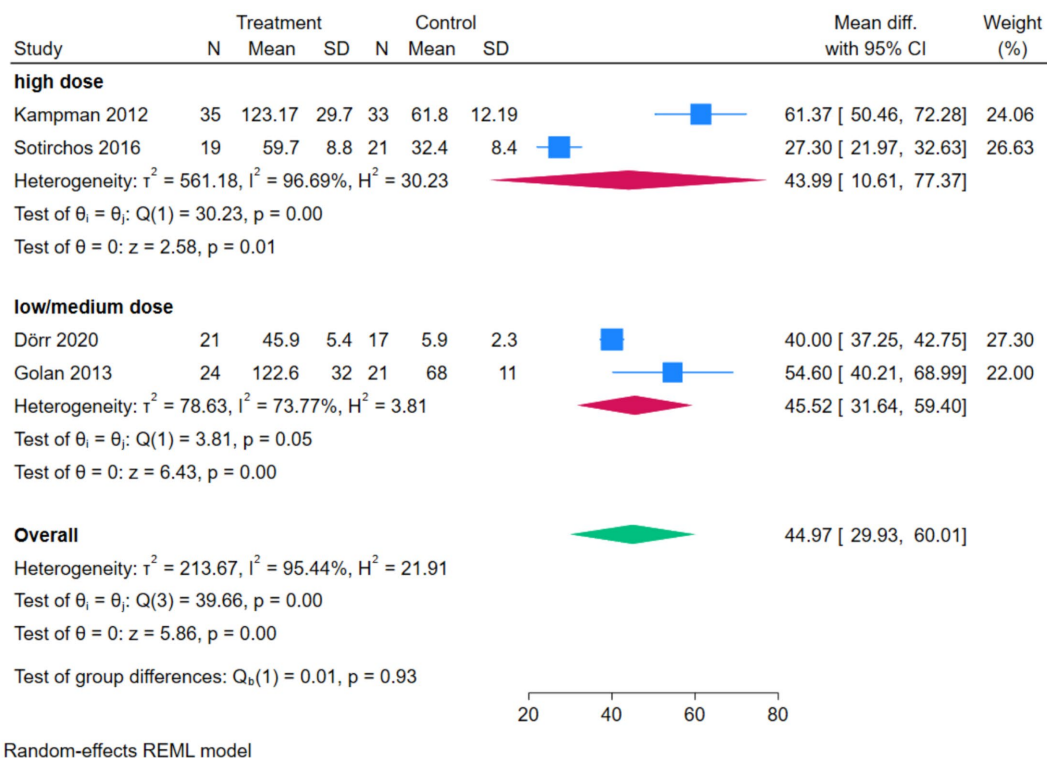 Treatment Control Mean diff. Weight
Study N Mean SD N Mean SD with 95% CI (%)
high dose
Kampman 2012 35 123.17 29.7 33 61.8 12.19 61.37 [ 50.46, 72.28] 24.06
Sotirchos 2016 19 59.7 8.8 21 32.4 8.4 27.30 [ 21.97, 32.63] 26.63
Heterogeneity: τ² = 561.18, I² = 96.69%, H² = 30.23 43.99 [ 10.61, 77.37]
Test of θᵢ = θⱼ: Q(1) = 30.23, p = 0.00
Test of θ = 0: z = 2.58, p = 0.01
low/medium dose
Dörr 2020 21 45.9 5.4 17 5.9 2.3 40.00 [ 37.25, 42.75] 27.30
Golan 2013 24 122.6 32 21 68 11 54.60 [ 40.21, 68.99] 22.00
Heterogeneity: τ² = 78.63, I² = 73.77%, H² = 3.81 45.52 [ 31.64, 59.40]
Test of θᵢ = θⱼ: Q(1) = 3.81, p = 0.05
Test of θ = 0: z = 6.43, p = 0.00
Overall 44.97 [ 29.93, 60.01]
Heterogeneity: τ² = 213.67, I² = 95.44%, H² = 21.91
Test of θᵢ = θⱼ: Q(3) = 39.66, p = 0.00
Test of θ = 0: z = 5.86, p = 0.00
Test of group differences: Q_b(1) = 0.01, p = 0.93
20 40 60 80
Random-effects REML model